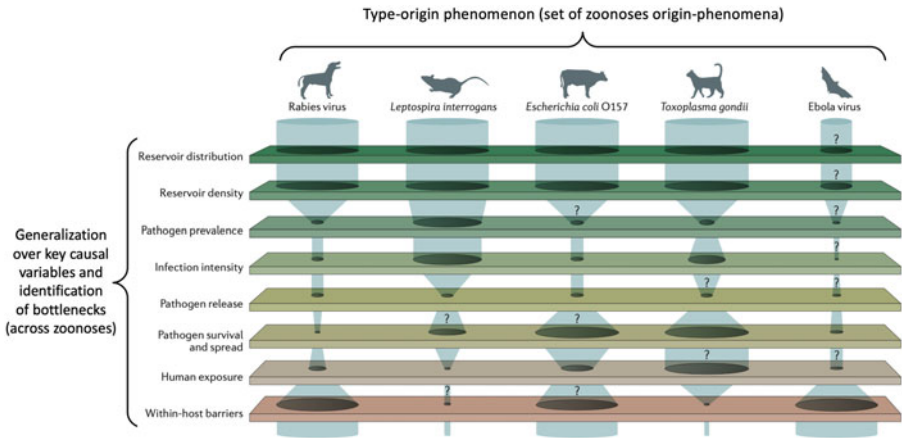 Type-origin phenomenon (set of zoonoses origin-phenomena)
Rabies virus
Leptospira interrogans
Escherichia coli O157
Toxoplasma gondii
Ebola virus
Generalization
over key causal
variables and
identification
of bottlenecks
(across zoonoses)
Reservoir distribution
?
?
Reservoir density
? ?
Pathogen prevalence
?
Infection intensity
? ?
Pathogen release
? ? ?
Pathogen survival
and spread
? ?
Human exposure
? ?
Within-host barriers